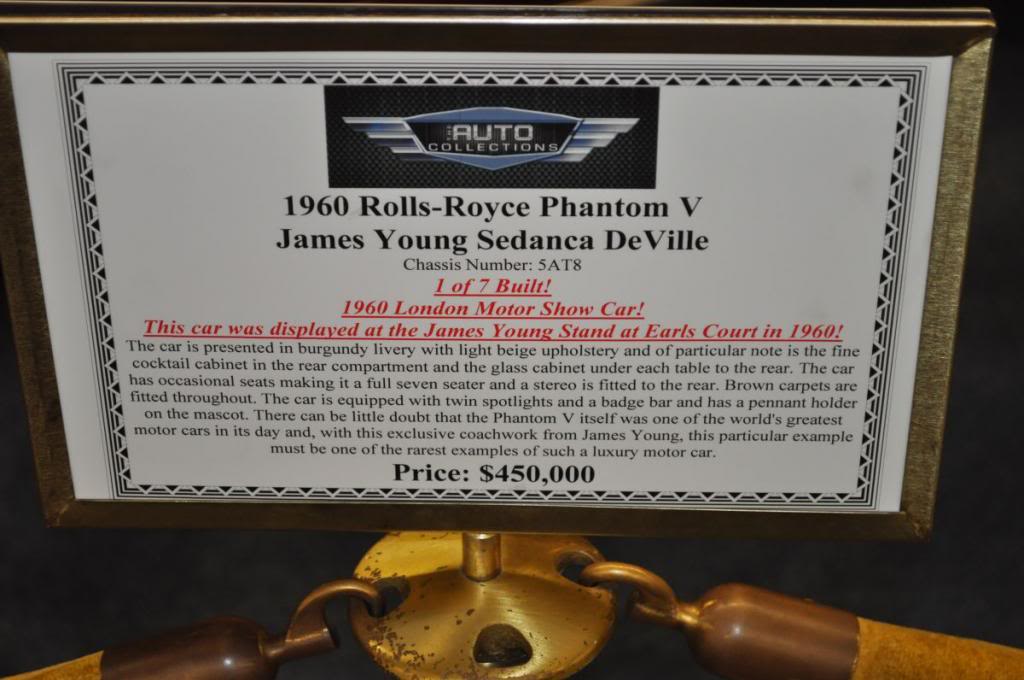 THE AUTO
COLLECTIONS
1960 Rolls-Royce Phantom V
James Young Sedanca DeVille
Chassis Number: 5AT8
1 of 7 Built!
1960 London Motor Show Car!
This car was displayed at the James Young Stand at Earls Court in 1960!
The car is presented in burgundy livery with light beige upholstery and of particular note is the fine
cocktail cabinet in the rear compartment and the glass cabinet under each table to the rear. The car
has occasional seats making it a full seven seater and a stereo is fitted to the rear. Brown carpets are
fitted throughout. The car is equipped with twin spotlights and a badge bar and has a pennant holder
on the mascot. There can be little doubt that the Phantom V itself was one of the world's greatest
motor cars in its day and, with this exclusive coachwork from James Young, this particular example
must be one of the rarest examples of such a luxury motor car.
Price: $450,000